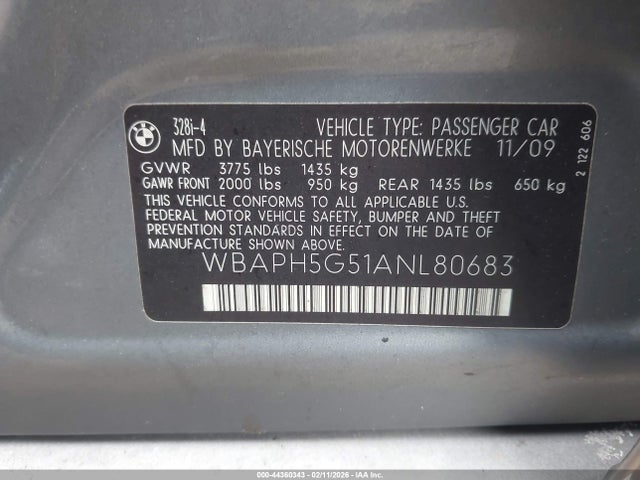 BMW
328i-4 VEHICLE TYPE: PASSENGER CAR
MFD BY BAYERISCHE MOTORENWERKE 11/09
GVWR 3775 lbs 1435 kg
GAWR FRONT 2000 lbs 950 kg REAR 1435 lbs 650 kg
THIS VEHICLE CONFORMS TO ALL APPLICABLE U.S.
FEDERAL MOTOR VEHICLE SAFETY, BUMPER AND THEFT
PREVENTION STANDARDS IN EFFECT ON THE DATE OF
MANUFACTURE SHOWN ABOVE:
WBAPH5G51ANL80683
2 122 606
000-44360343 - 02/11/2026 - IAA